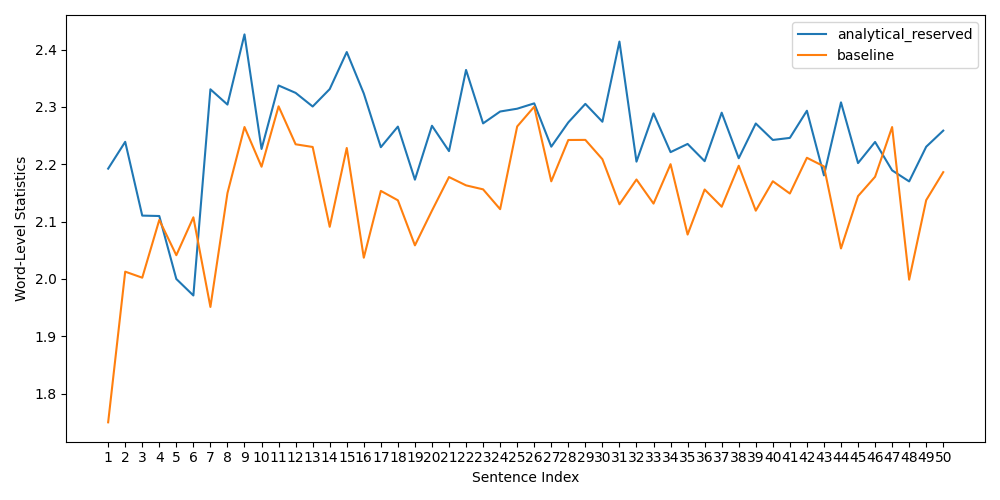 analytical_reserved
baseline
Word-Level Statistics
2.4
2.3
2.2
2.1
2.0
1.9
1.8
1 2 3 4 5 6 7 8 9 10 11 12 13 14 15 16 17 18 19 20 21 22 23 24 25 26 27 28 29 30 31 32 33 34 35 36 37 38 39 40 41 42 43 44 45 46 47 48 49 50
Sentence Index